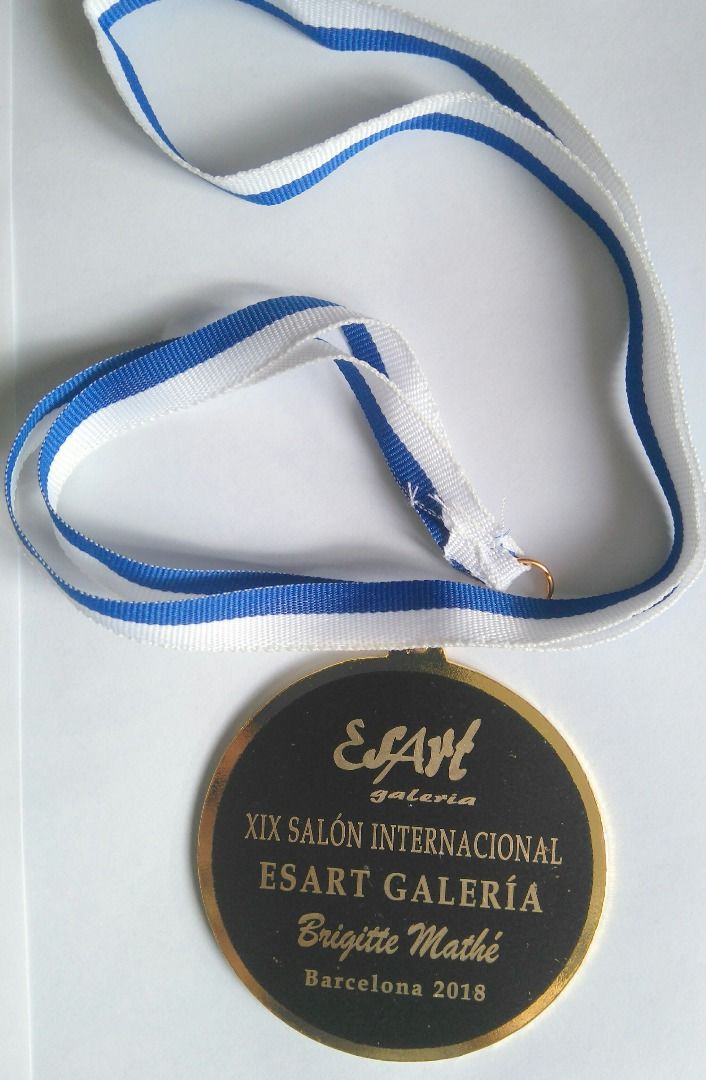 EsArt
galeria
XIX SALÓN INTERNACIONAL
ESART GALERÍA
Brigitte Mathé
Barcelona 2018